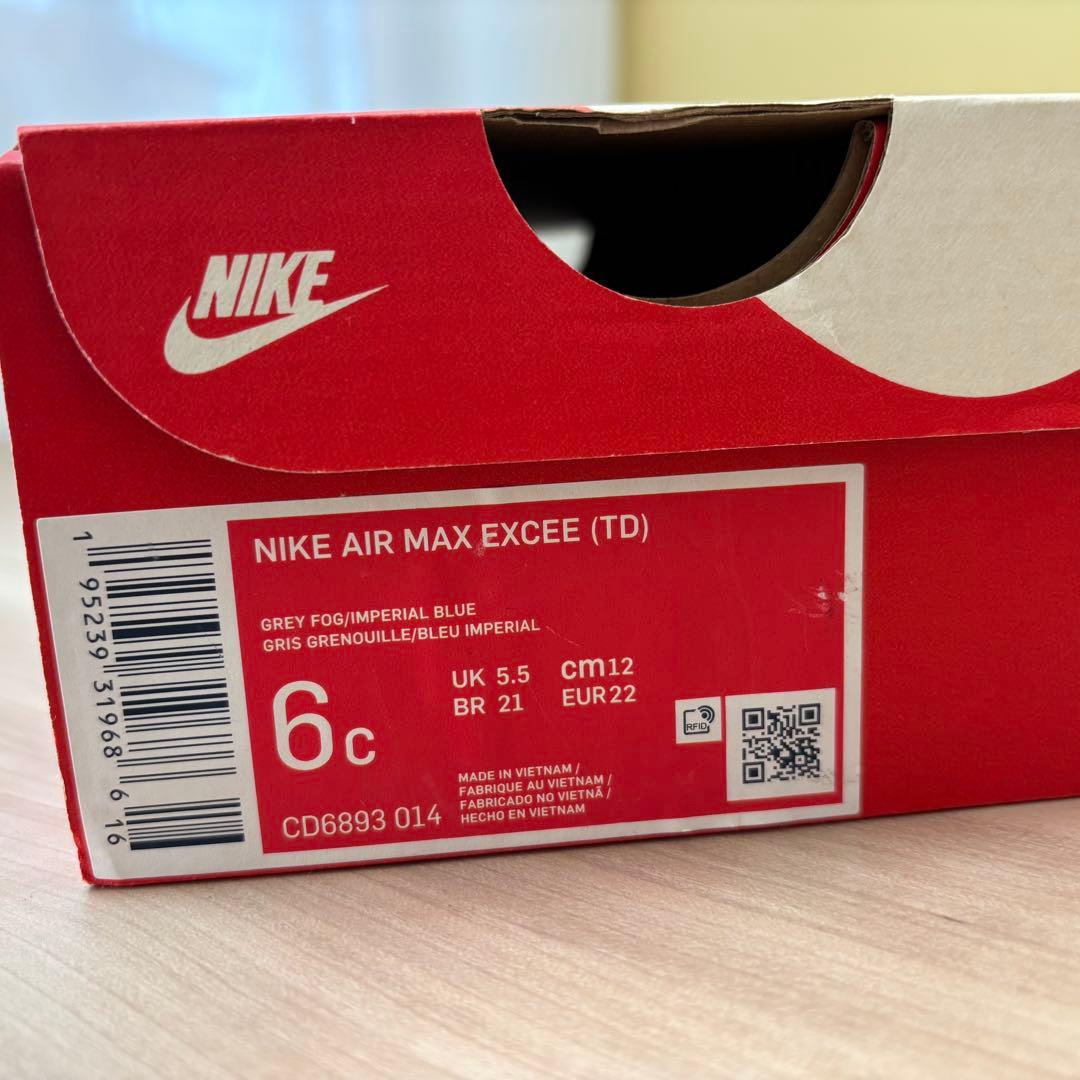 NIKE
NIKE AIR MAX EXCEE (TD)
GREY FOG/IMPERIAL BLUE
GRIS GRENOUILLE/BLEU IMPERIAL
6c
UK 5.5 cm12
BR 21 EUR22
RFID
CD6893 014
MADE IN VIETNAM /
FABRIQUE AU VIETNAM /
FABRICADO NO VIETNÃ /
HECHO EN VIETNAM
1 95239 31968 6 16